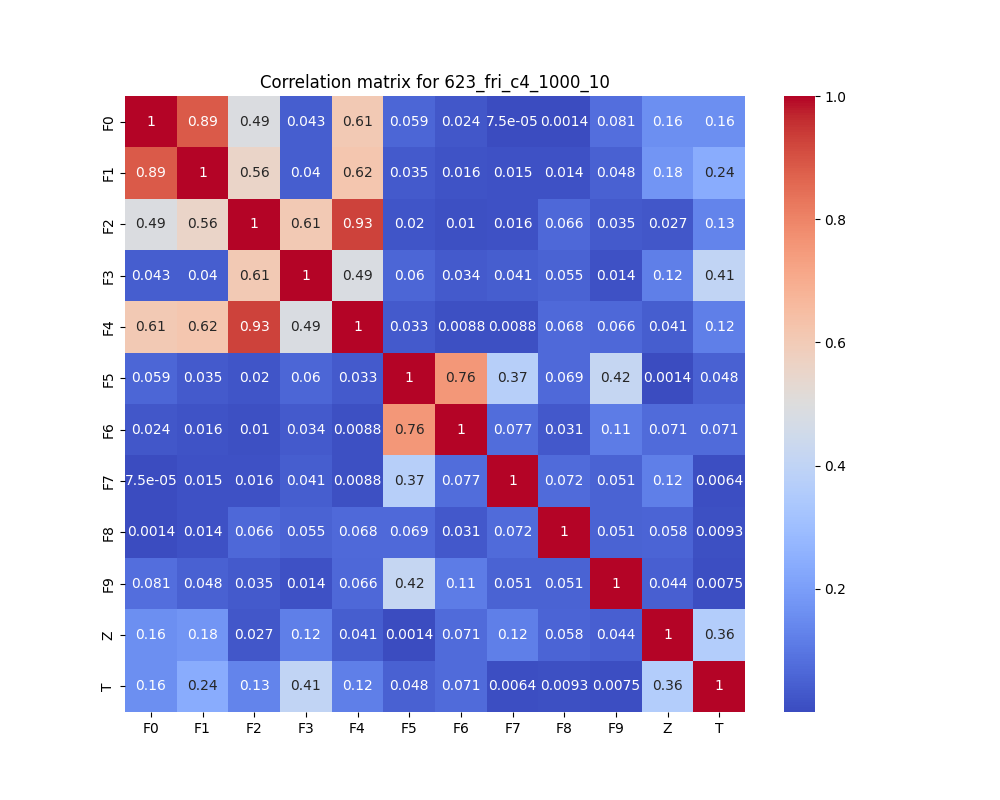 Correlation matrix for 623_fri_c4_1000_10
F0 1 0.89 0.49 0.043 0.61 0.059 0.024 7.5e-05 0.0014 0.081 0.16 0.16
F1 0.89 1 0.56 0.04 0.62 0.035 0.016 0.015 0.014 0.048 0.18 0.24
F2 0.49 0.56 1 0.61 0.93 0.02 0.01 0.016 0.066 0.035 0.027 0.13
F3 0.043 0.04 0.61 1 0.49 0.06 0.034 0.041 0.055 0.014 0.12 0.41
F4 0.61 0.62 0.93 0.49 1 0.033 0.0088 0.0088 0.068 0.066 0.041 0.12
F5 0.059 0.035 0.02 0.06 0.033 1 0.76 0.37 0.069 0.42 0.0014 0.048
F6 0.024 0.016 0.01 0.034 0.0088 0.76 1 0.077 0.031 0.11 0.071 0.071
F7 7.5e-05 0.015 0.016 0.041 0.0088 0.37 0.077 1 0.072 0.051 0.12 0.0064
F8 0.0014 0.014 0.066 0.055 0.068 0.069 0.031 0.072 1 0.051 0.058 0.0093
F9 0.081 0.048 0.035 0.014 0.066 0.42 0.11 0.051 0.051 1 0.044 0.0075
Z 0.16 0.18 0.027 0.12 0.041 0.0014 0.071 0.12 0.058 0.044 1 0.36
T 0.16 0.24 0.13 0.41 0.12 0.048 0.071 0.0064 0.0093 0.0075 0.36 1
F0 F1 F2 F3 F4 F5 F6 F7 F8 F9 Z T
1.0
0.8
0.6
0.4
0.2